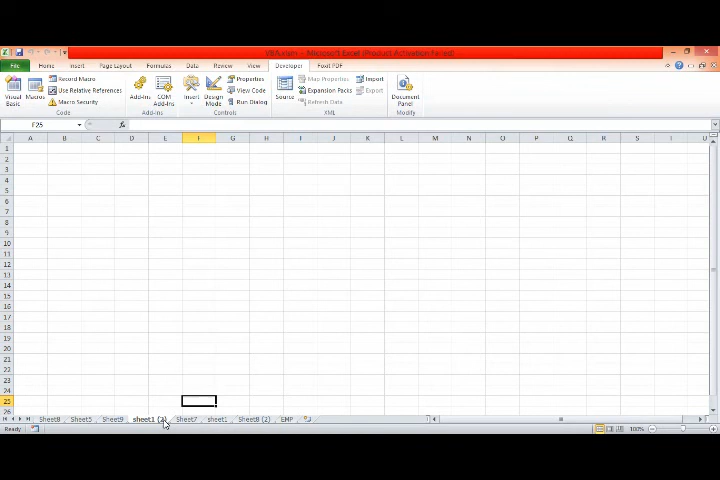 VBA.xlsm - Microsoft Excel (Product Activation Failed)
File Home Insert Page Layout Formulas Data Review View Developer Foxit PDF
Visual Basic
Macros
Record Macro
Use Relative References
Macro Security
Code
Add-Ins
COM Add-Ins
Add-Ins
Insert
Design Mode
Properties
View Code
Run Dialog
Controls
Source
Map Properties
Expansion Packs
Refresh Data
Import
Export
XML
Document Panel
Modify
F25 fx
A B C D E F G H I J K L M N O P Q R S T U
1
2
3
4
5
6
7
8
9
10
11
12
13
14
15
16
17
18
19
20
21
22
23
24
25
26
Sheet8 Sheet5 Sheet9 sheet1 (2) Sheet7 sheet1 Sheet8 (2) EMP
Ready 100%